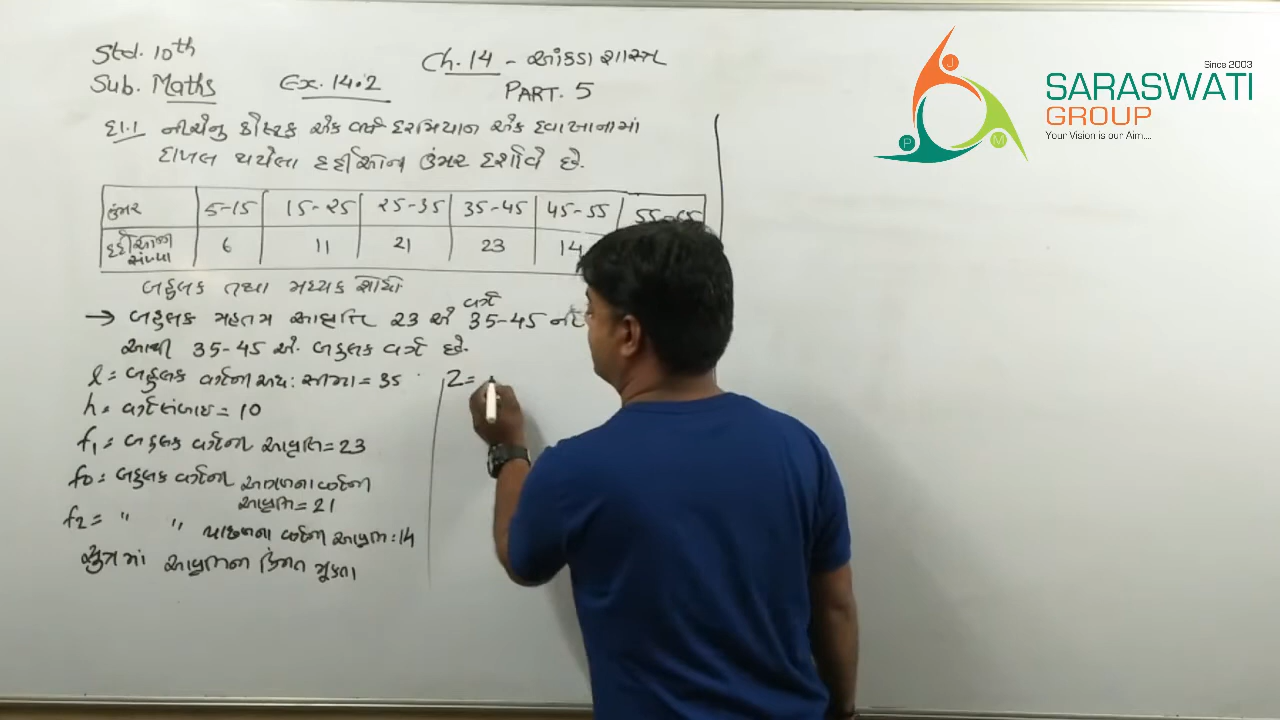 Std. 10th
Sub. Maths
Ex. 14.2
Ch. 14 - આંકડા શાસ્ત્ર
PART. 5
Since 2003
SARASWATI
GROUP
Your Vision is our Aim....
J
P
M
દા.1 નીચેનુ કોષ્ટક એક વર્ષ દરમિયાન એક દવાખાનામાં
દાખલ થયેલા દર્દીઓની ઉંમર દર્શાવે છે.
ઉંમર 5-15 15-25 25-35 35-45 45-55 55-65
દર્દીઓની સંખ્યા 6 11 21 23 14
બહુલક તથા મધ્યક શોધો
→ બહુલક મહત્તમ આવૃત્તિ 23 એ વર્ગ 35-45 ની
આથી 35-45 એ બહુલક વર્ગ છે.
l = બહુલક વર્ગની અધ: સીમા = 35
h = વર્ગલંબાઇ = 10
f1 = બહુલક વર્ગની આવૃત્તિ = 23
f0 = બહુલક વર્ગની આગળના વર્ગની
આવૃત્તિ = 21
f2 = " " પાછળના વર્ગની આવૃત્તિ = 14
સુત્રમાં આવૃત્તિની કિંમત મૂકતા
Z =